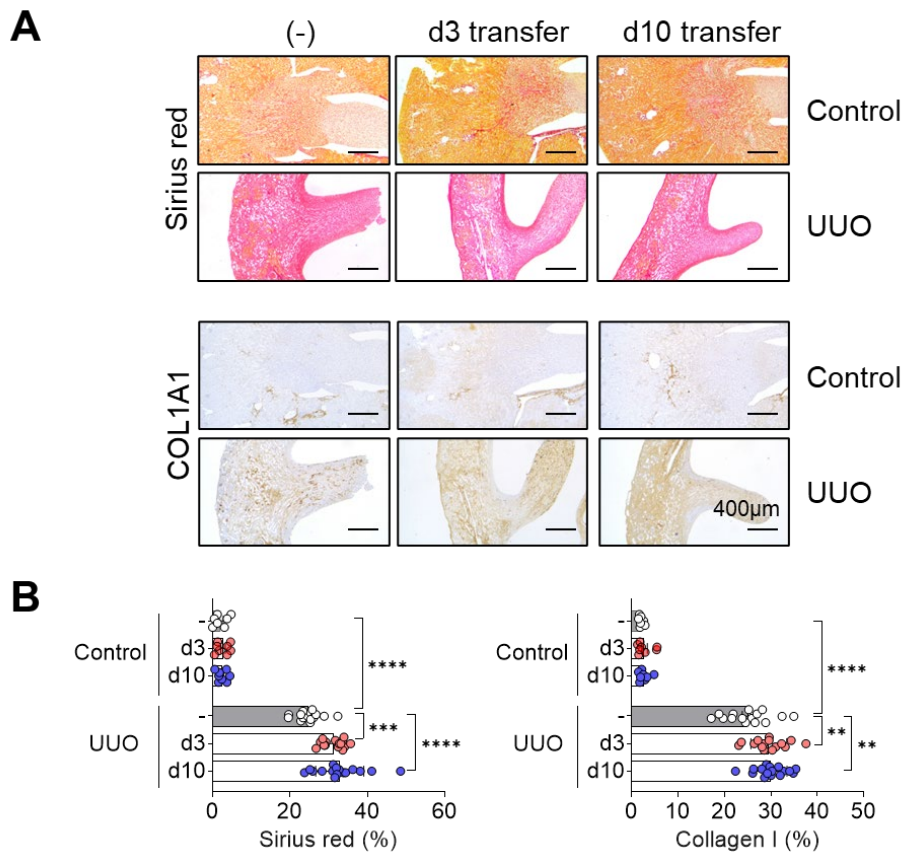 A
(-) d3 transfer d10 transfer
Sirius red
Control
UUO
COL1A1
Control
UUO
400µm
B
Control
-
d3
d10
UUO
-
d3
d10
****
***
****
0 20 40 60
Sirius red (%)
Control
-
d3
d10
UUO
-
d3
d10
****
**
**
0 10 20 30 40 50
Collagen I (%)